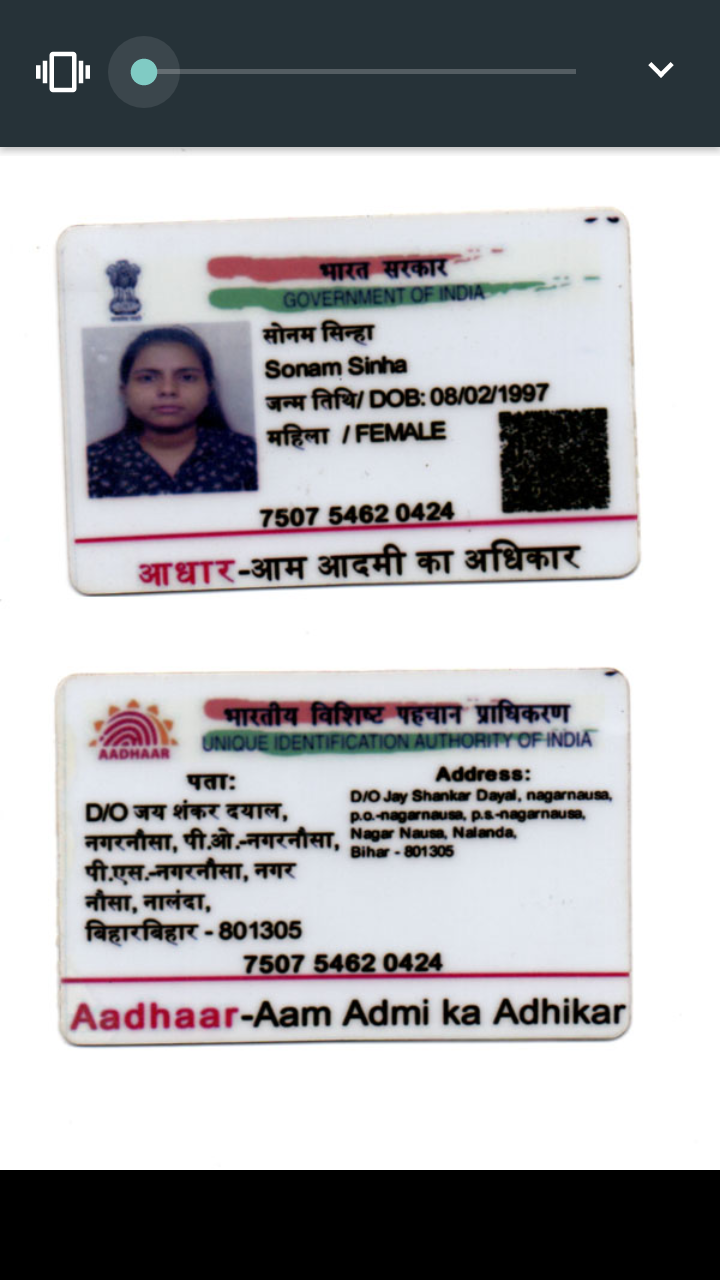 भारत सरकार
GOVERNMENT OF INDIA
सोनम सिन्हा
Sonam Sinha
जन्म तिथि/ DOB: 08/02/1997
महिला / FEMALE
7507 5462 0424
आधार-आम आदमी का अधिकार
भारतीय विशिष्ट पहचान प्राधिकरण
UNIQUE IDENTIFICATION AUTHORITY OF INDIA
AADHAAR
पता:
D/O जय शंकर दयाल,
नगरनौसा, पी.ओ.-नगरनौसा,
पी.एस.-नगरनौसा, नगर
नौसा, नालंदा,
बिहारबिहार - 801305
Address:
D/O Jay Shankar Dayal, nagarnausa,
p.o.-nagarnausa, p.s.-nagarnausa,
Nagar Nausa, Nalanda,
Bihar - 801305
7507 5462 0424
Aadhaar-Aam Admi ka Adhikar